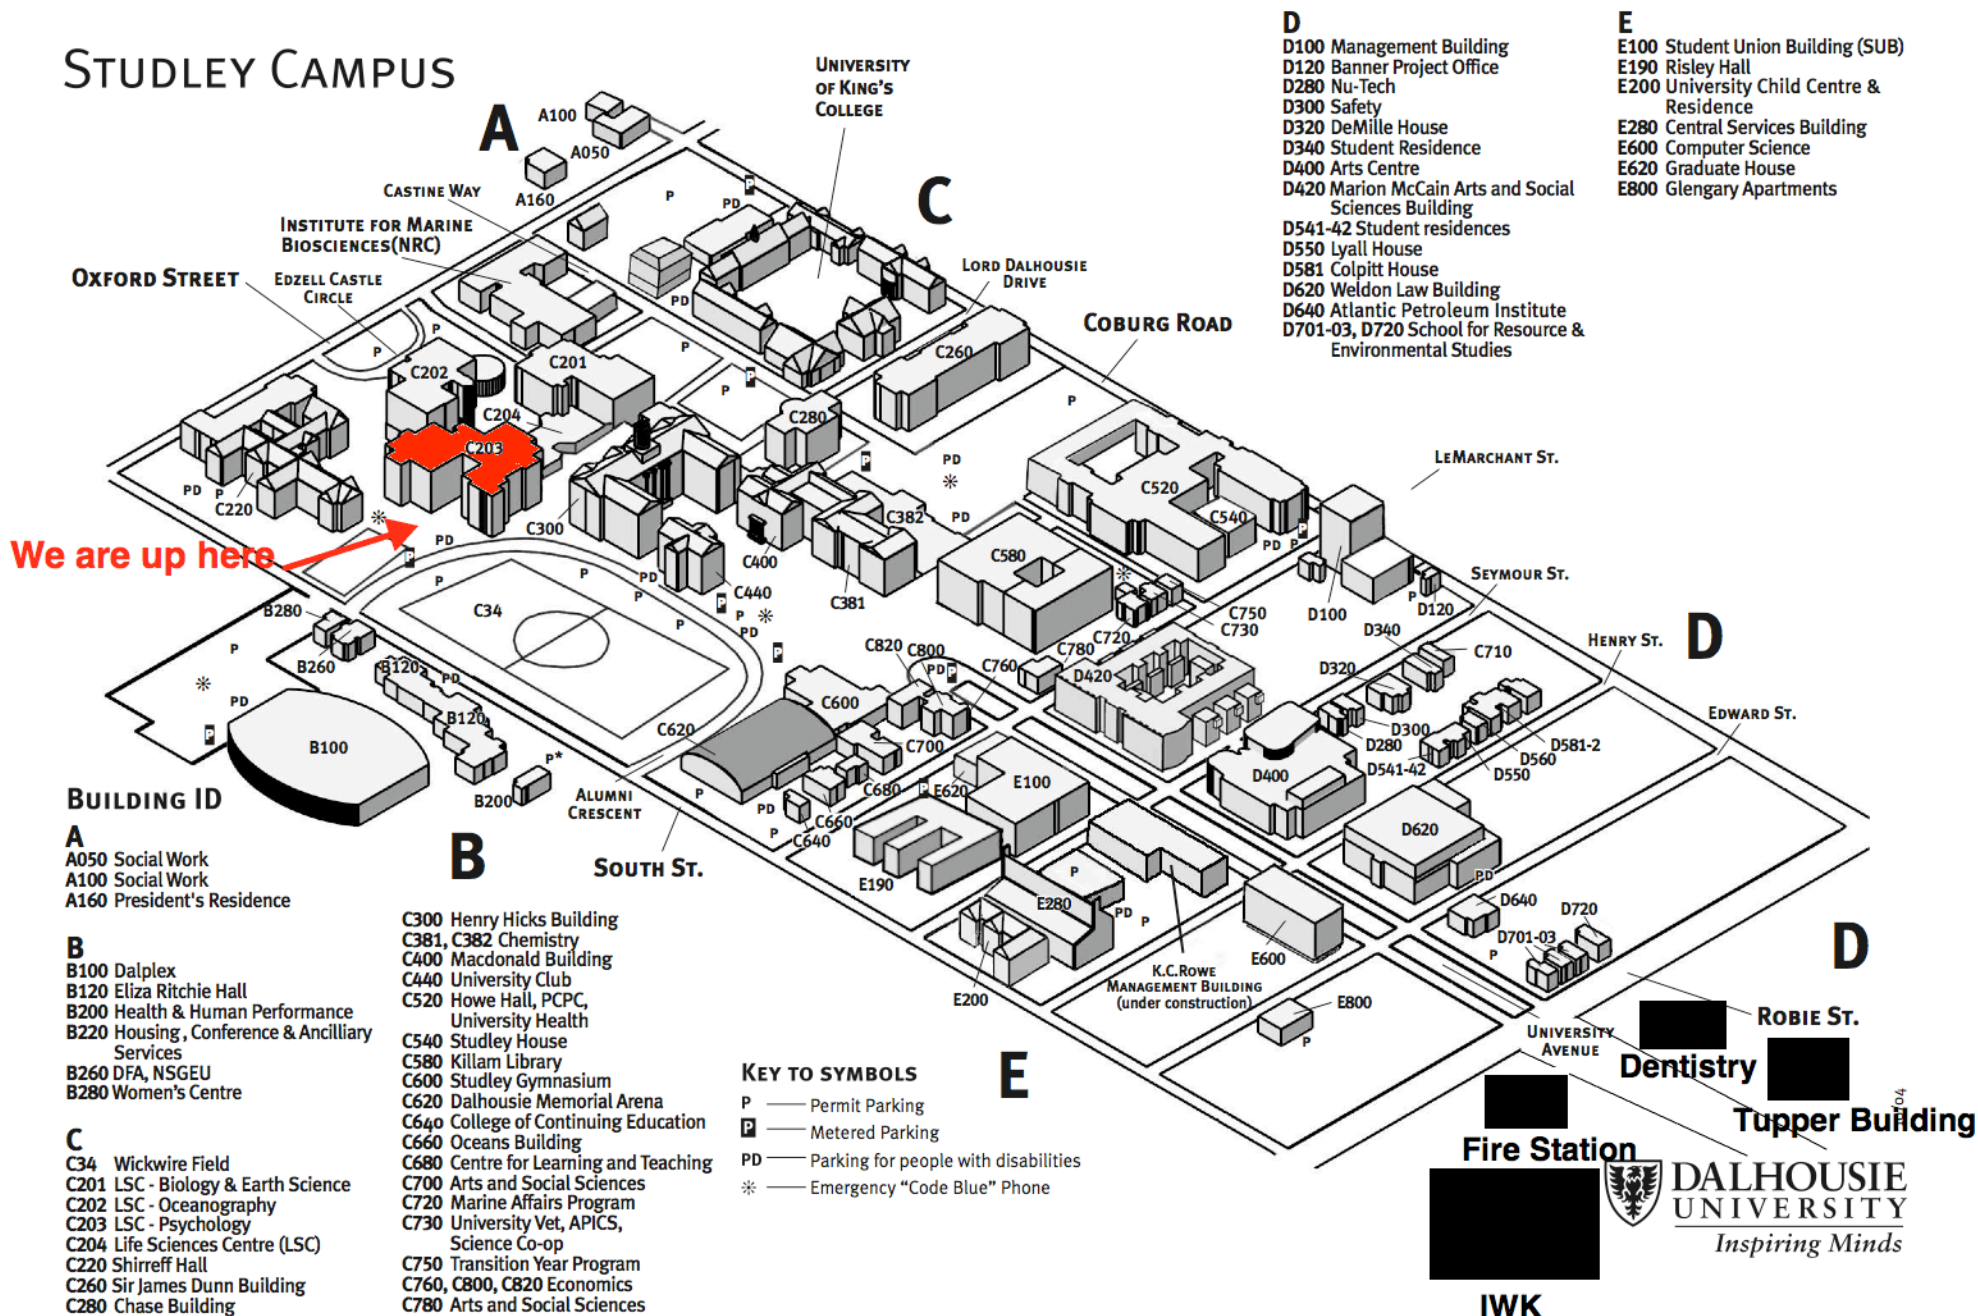 STUDLEY CAMPUS
D
D100 Management Building
D120 Banner Project Office
D280 Nu-Tech
D300 Safety
D320 DeMille House
D340 Student Residence
D400 Arts Centre
D420 Marion McCain Arts and Social
Sciences Building
D541-42 Student residences
D550 Lyall House
D581 Colpitt House
D620 Weldon Law Building
D640 Atlantic Petroleum Institute
D701-03, D720 School for Resource &
Environmental Studies
E
E100 Student Union Building (SUB)
E190 Risley Hall
E200 University Child Centre &
Residence
E280 Central Services Building
E600 Computer Science
E620 Graduate House
E800 Glengary Apartments
UNIVERSITY
OF KING'S
COLLEGE
A
A100
A050
A160
C
CASTINE WAY
INSTITUTE FOR MARINE
BIOSCIENCES(NRC)
OXFORD STREET
EDZELL CASTLE
CIRCLE
LORD DALHOUSIE
DRIVE
COBURG ROAD
P
P
PD
PD
P
P
P
P
P
P
P
C260
C201
C202
C204
C203
C280
C220
PD
P
C300
C400
C440
C381
C382
PD
PD
P
C520
C540
C580
PD
P
P
LEMARCHANT ST.
SEYMOUR ST.
HENRY ST.
EDWARD ST.
D
We are up here
PD
P
P
P
PD
P
P
P
P
PD
P
C34
B280
B260
B120
PD
B120
B100
B200
P*
P
PD
P
C750
C730
C720
C780
C760
C820
C800
PD
P
D100
D120
P
D340
C710
D320
D300
D280
D581-2
D560
D550
D541-42
D420
D400
D620
PD
C600
C620
C700
C680
C660
C640
P
PD
P
P
E620
E100
E190
E280
E200
P
PD
P
E600
E800
P
D640
D720
D701-03
P
D
ALUMNI
CRESCENT
SOUTH ST.
K.C.ROWE
MANAGEMENT BUILDING
(under construction)
UNIVERSITY
AVENUE
ROBIE ST.
Dentistry
Tupper Building
Fire Station
IWK
B
E
BUILDING ID
A
A050 Social Work
A100 Social Work
A160 President's Residence
B
B100 Dalplex
B120 Eliza Ritchie Hall
B200 Health & Human Performance
B220 Housing, Conference & Ancilliary
Services
B260 DFA, NSGEU
B280 Women's Centre
C
C34 Wickwire Field
C201 LSC - Biology & Earth Science
C202 LSC - Oceanography
C203 LSC - Psychology
C204 Life Sciences Centre (LSC)
C220 Shirreff Hall
C260 Sir James Dunn Building
C280 Chase Building
C300 Henry Hicks Building
C381, C382 Chemistry
C400 Macdonald Building
C440 University Club
C520 Howe Hall, PCPC,
University Health
C540 Studley House
C580 Killam Library
C600 Studley Gymnasium
C620 Dalhousie Memorial Arena
C640 College of Continuing Education
C660 Oceans Building
C680 Centre for Learning and Teaching
C700 Arts and Social Sciences
C720 Marine Affairs Program
C730 University Vet, APICS,
Science Co-op
C750 Transition Year Program
C760, C800, C820 Economics
C780 Arts and Social Sciences
KEY TO SYMBOLS
P Permit Parking
P Metered Parking
PD Parking for people with disabilities
Emergency "Code Blue" Phone
DALHOUSIE
UNIVERSITY
Inspiring Minds